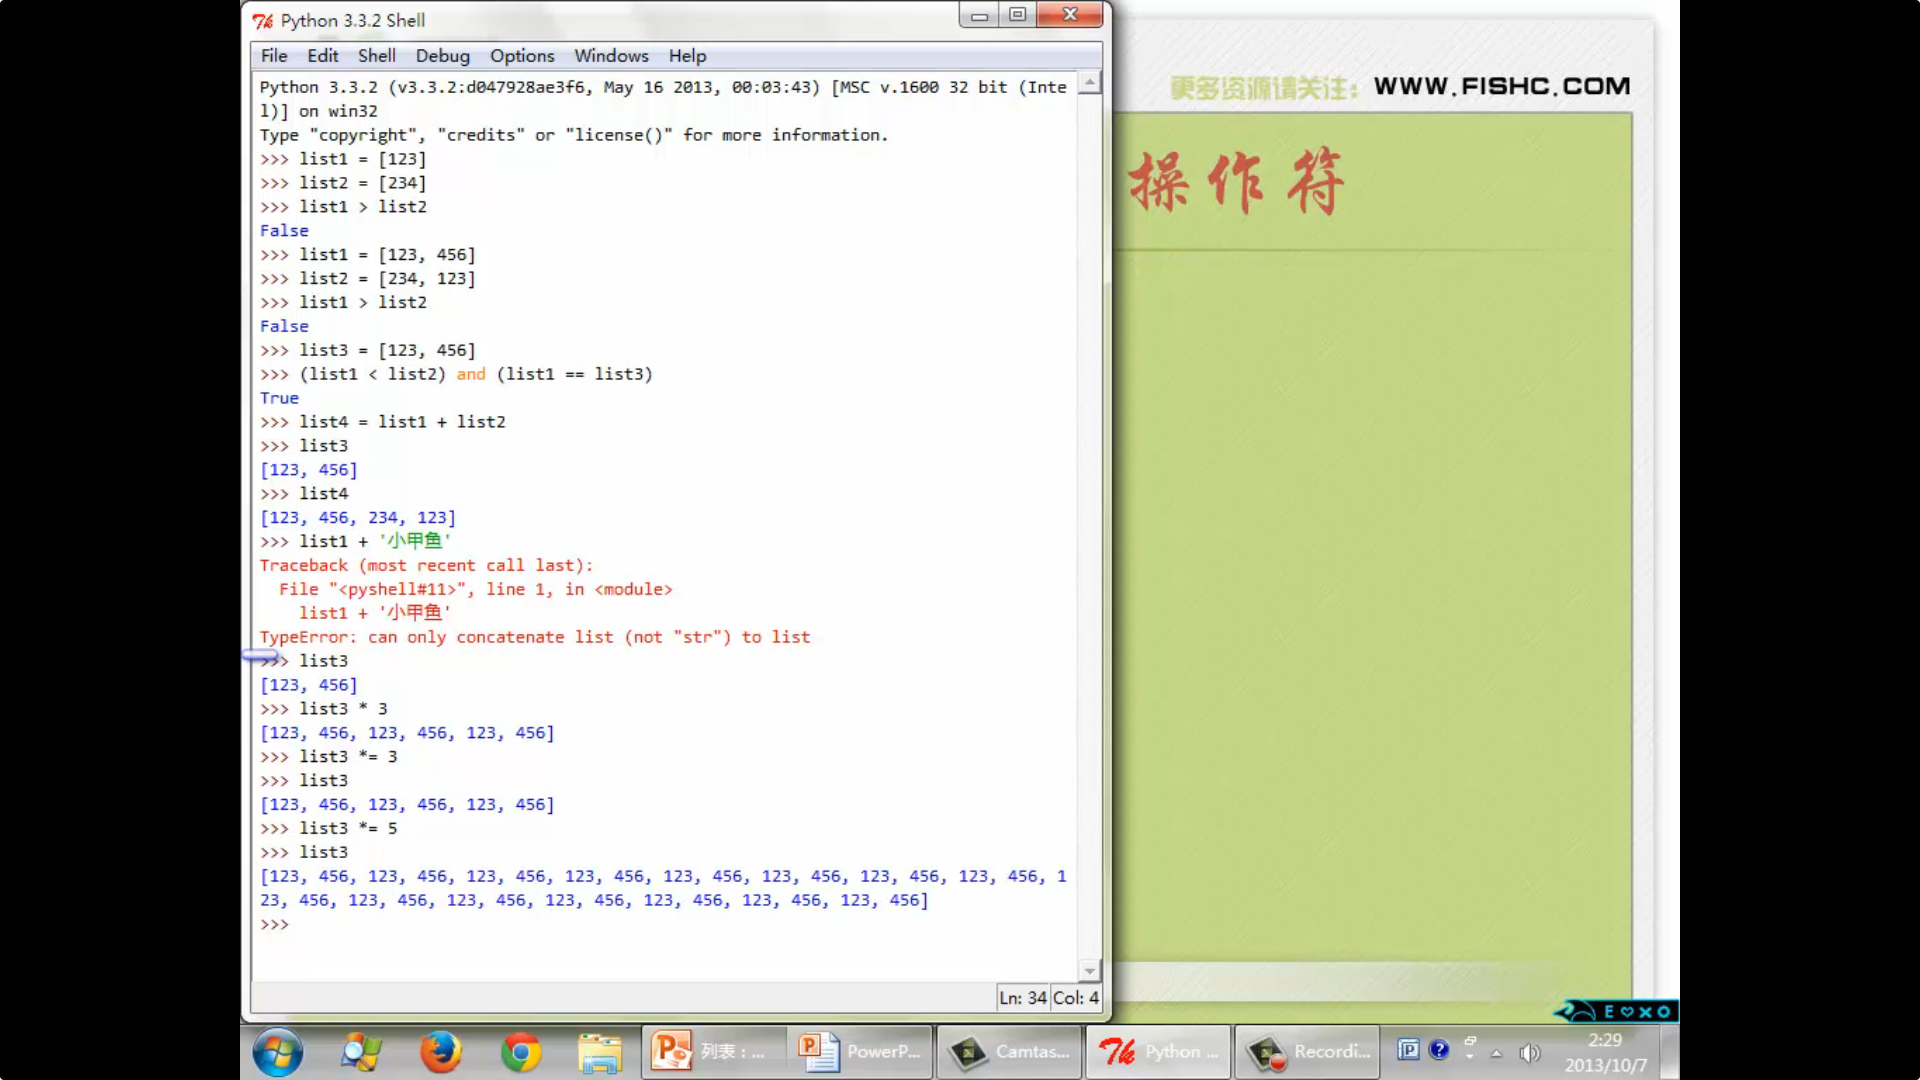 Python 3.3.2 Shell
File Edit Shell Debug Options Windows Help
Python 3.3.2 (v3.3.2:d047928ae3f6, May 16 2013, 00:03:43) [MSC v.1600 32 bit (Inte
l)] on win32
Type "copyright", "credits" or "license()" for more information.
>>> list1 = [123]
>>> list2 = [234]
>>> list1 > list2
False
>>> list1 = [123, 456]
>>> list2 = [234, 123]
>>> list1 > list2
False
>>> list3 = [123, 456]
>>> (list1 < list2) and (list1 == list3)
True
>>> list4 = list1 + list2
>>> list3
[123, 456]
>>> list4
[123, 456, 234, 123]
>>> list1 + '小甲鱼'
Traceback (most recent call last):
  File "<pyshell#11>", line 1, in <module>
    list1 + '小甲鱼'
TypeError: can only concatenate list (not "str") to list
>>> list3
[123, 456]
>>> list3 * 3
[123, 456, 123, 456, 123, 456]
>>> list3 *= 3
>>> list3
[123, 456, 123, 456, 123, 456]
>>> list3 *= 5
>>> list3
[123, 456, 123, 456, 123, 456, 123, 456, 123, 456, 123, 456, 123, 456, 123, 456, 1
23, 456, 123, 456, 123, 456, 123, 456, 123, 456, 123, 456, 123, 456]
>>>
Ln: 34 Col: 4
更多资源请关注： WWW.FISHC.COM
操作符
列表：... PowerP... Camtas... Python ... Recordi...
2:29
2013/10/7